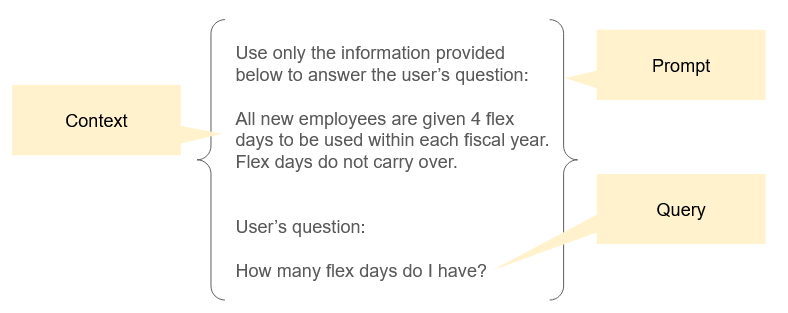 Use only the information provided
below to answer the user’s question:
Prompt
Context
All new employees are given 4 flex
days to be used within each fiscal year.
Flex days do not carry over.
Query
User’s question:
How many flex days do I have?